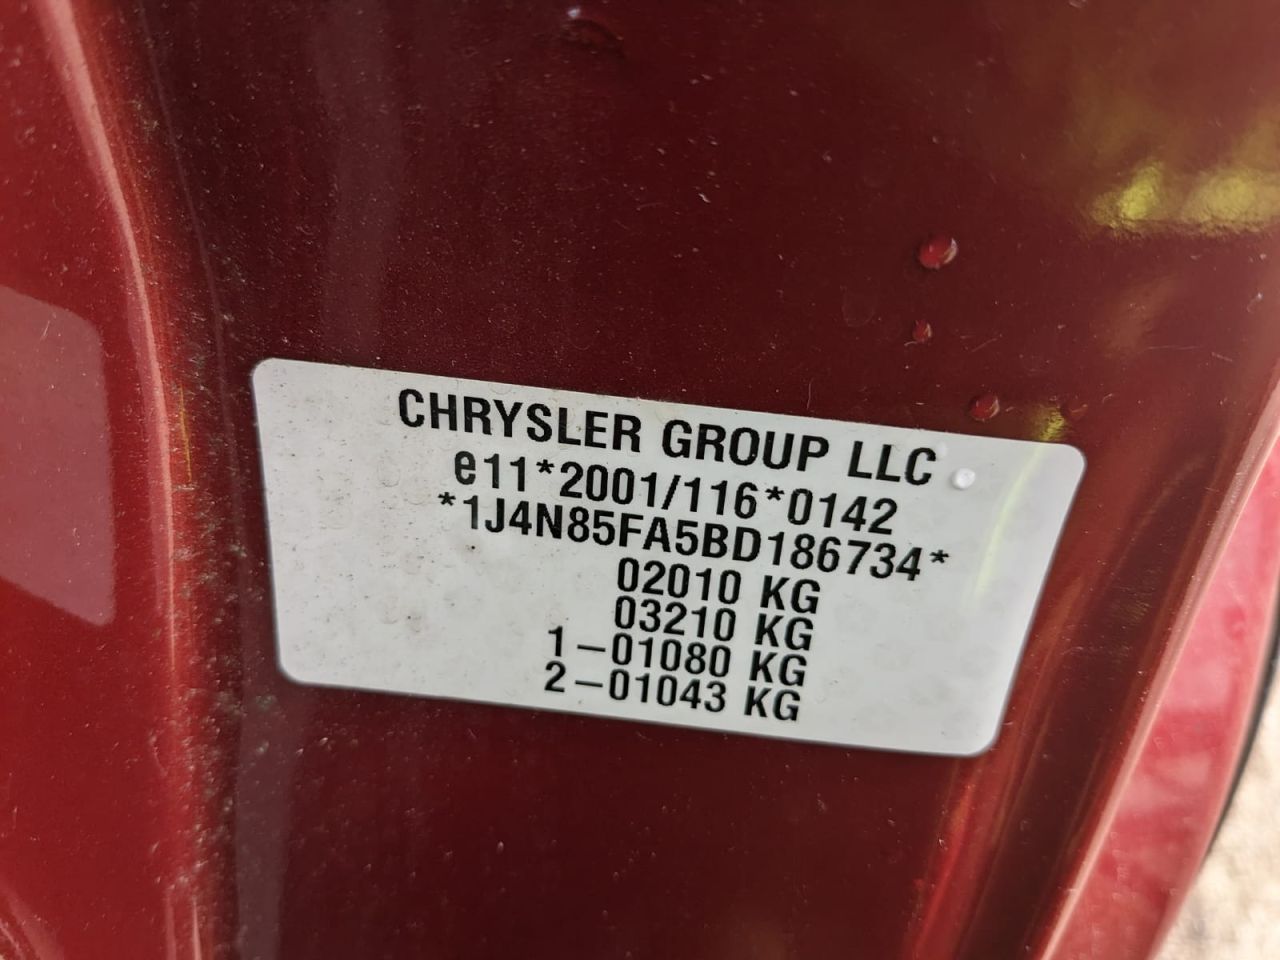 CHRYSLER GROUP LLC
e11*2001/116*0142
*1J4N85FA5BD186734*
02010 KG
03210 KG
1-01080 KG
2-01043 KG